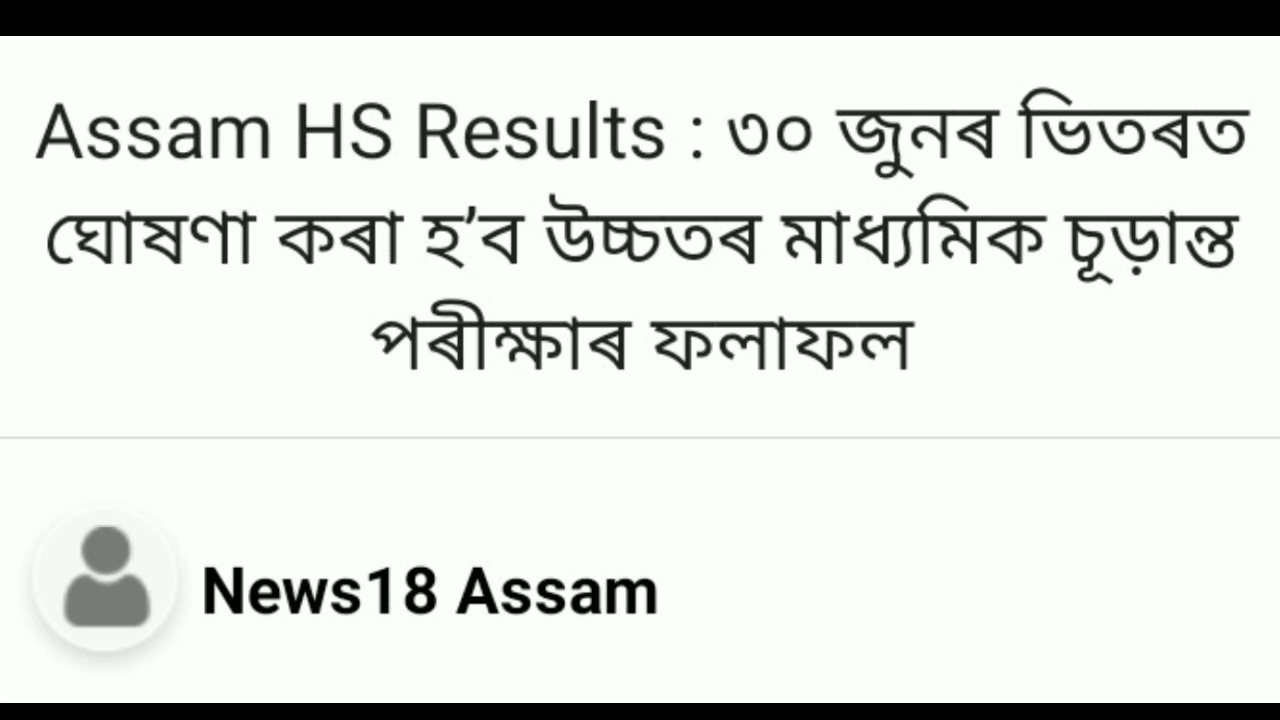 Assam HS Results : ৩০ জুনৰ ভিতৰত
ঘোষণা কৰা হ’ব উচ্চতৰ মাধ্যমিক চূড়ান্ত
পৰীক্ষাৰ ফলাফল
News18 Assam